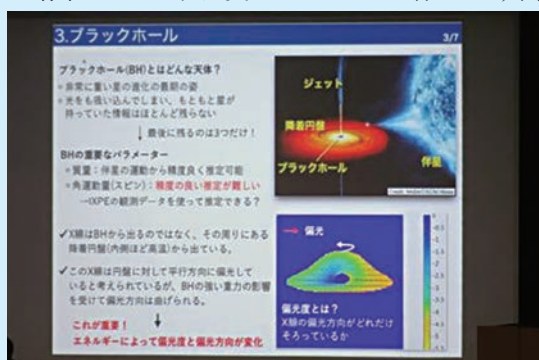 3.ブラックホール
3/7
ブラックホール(BH)とはどんな天体？
非常に重い星の進化の最期の姿
光をも吸い込んでしまい、もともと星が
持っていた情報はほとんど残らない
↓ 最後に残るのは3つだけ！
BHの重要なパラメーター
質量：伴星の運動から精度良く推定可能
角運動量(スピン)：精度の良い推定が難しい
→IXPEの観測データを使って推定できる？
✓X線はBHから出るのではなく、その周りにある
降着円盤(内側ほど高温)から出ている。
✓このX線は円盤に対して平行方向に偏光して
いると考えられているが、BHの強い重力の影響
を受けて偏光方向は曲げられる。
これが重要！
エネルギーによって偏光度と偏光方向が変化
ジェット
降着円盤
ブラックホール
伴星
偏光
偏光度とは？
X線の偏光方向がどれだけ
そろっているか